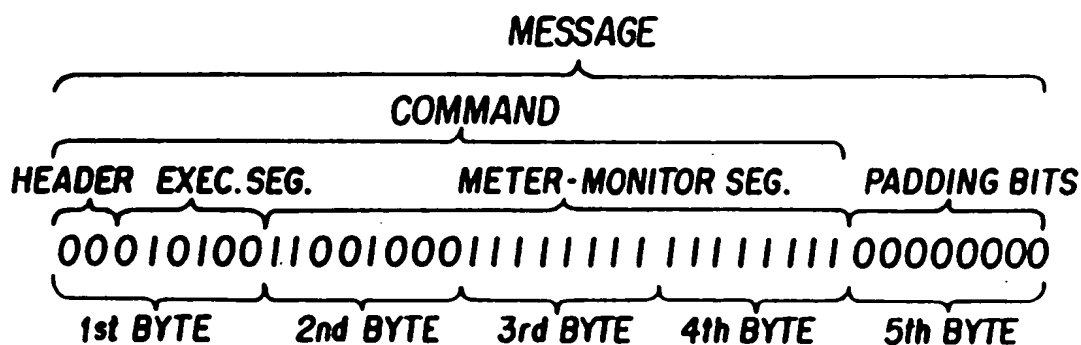 MESSAGE
COMMAND
HEADER EXEC. SEG. METER-MONITOR SEG. PADDING BITS
0001010011001000111111111111111100000000
1st BYTE 2nd BYTE 3rd BYTE 4th BYTE 5th BYTE